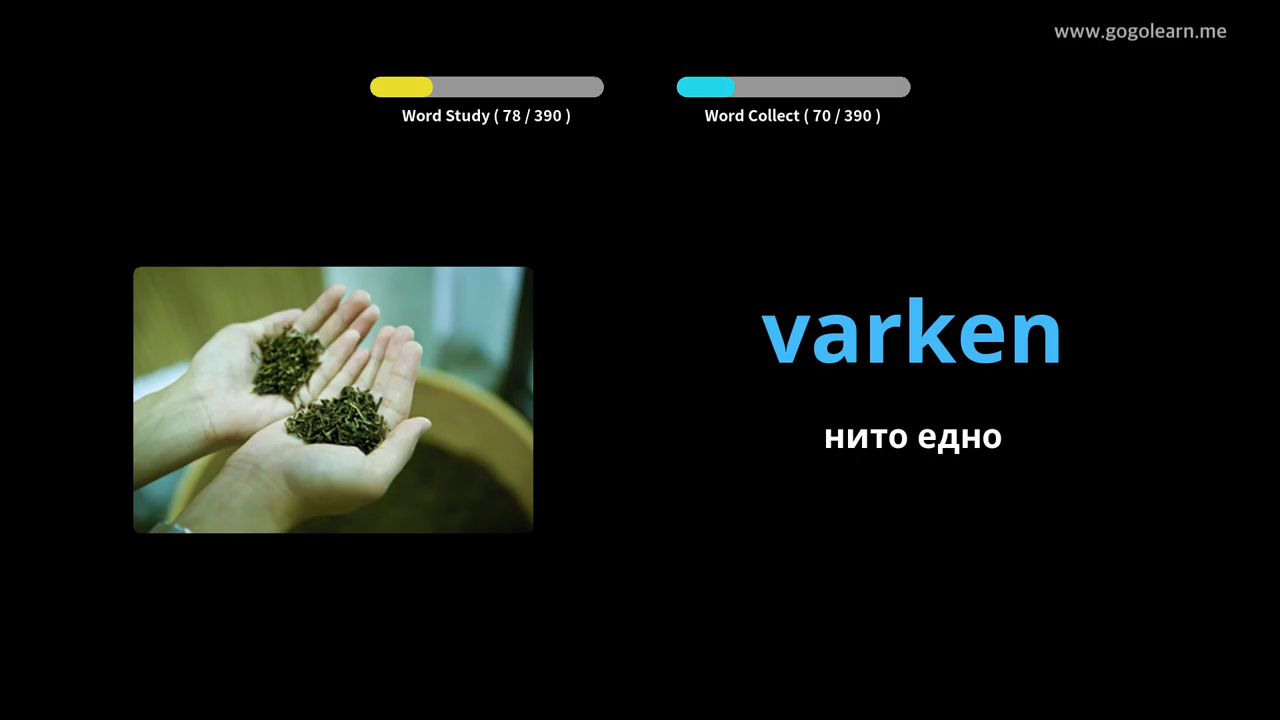 www.gogolearn.me
Word Study ( 78 / 390 )
Word Collect ( 70 / 390 )
varken
нито едно